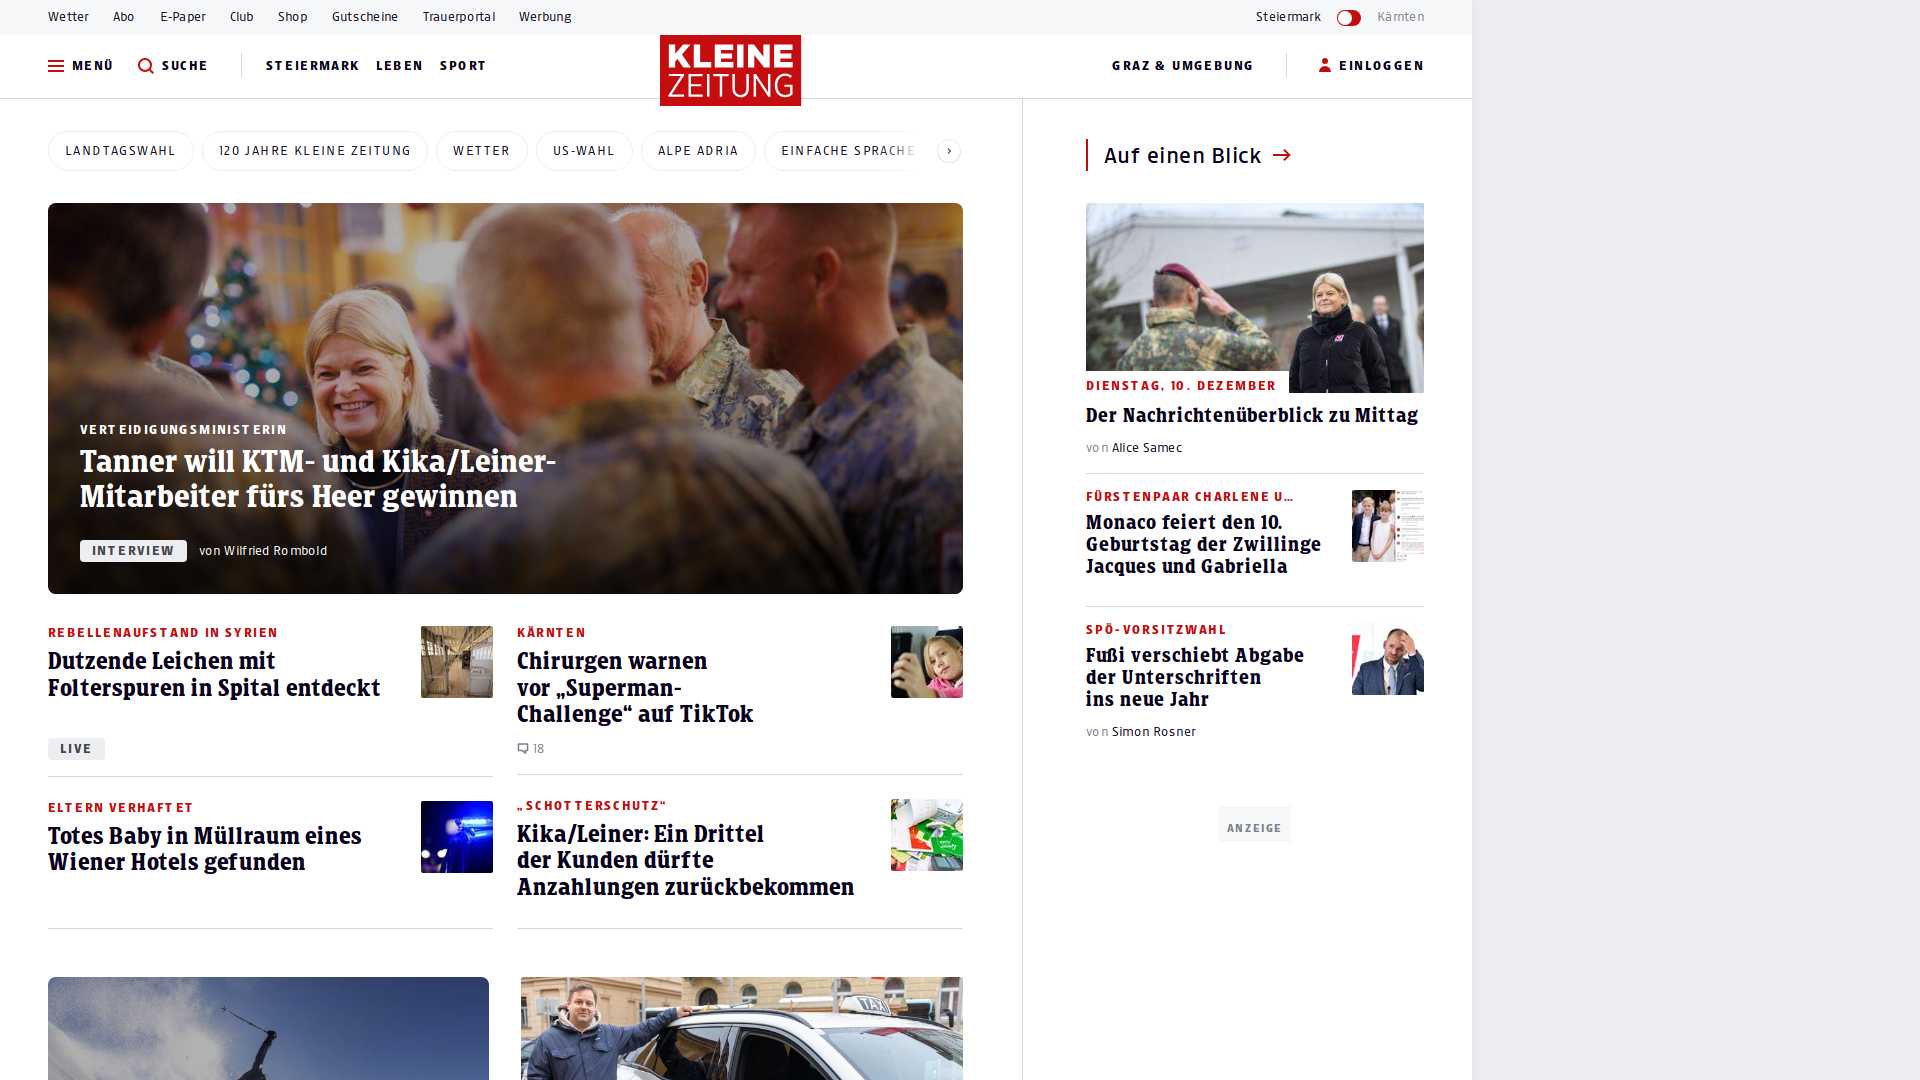 Wetter Abo E-Paper Club Shop Gutscheine Trauerportal Werbung
Steiermark Kärnten
MENÜ SUCHE STEIERMARK LEBEN SPORT
KLEINE
ZEITUNG
GRAZ & UMGEBUNG EINLOGGEN
LANDTAGSWAHL 120 JAHRE KLEINE ZEITUNG WETTER US-WAHL ALPE ADRIA EINFACHE SPRACHE
VERTEIDIGUNGSMINISTERIN
Tanner will KTM- und Kika/Leiner-
Mitarbeiter fürs Heer gewinnen
INTERVIEW von Wilfried Rombold
REBELLENAUFSTAND IN SYRIEN
Dutzende Leichen mit
Folterspuren in Spital entdeckt
LIVE
KÄRNTEN
Chirurgen warnen
vor „Superman-
Challenge“ auf TikTok
18
ELTERN VERHAFTET
Totes Baby in Müllraum eines
Wiener Hotels gefunden
„SCHOTTERSCHUTZ“
Kika/Leiner: Ein Drittel
der Kunden dürfte
Anzahlungen zurückbekommen
TAXI
Auf einen Blick
DIENSTAG, 10. DEZEMBER
Der Nachrichtenüberblick zu Mittag
von Alice Samec
FÜRSTENPAAR CHARLENE U...
Monaco feiert den 10.
Geburtstag der Zwillinge
Jacques und Gabriella
SPÖ-VORSITZWAHL
Fußi verschiebt Abgabe
der Unterschriften
ins neue Jahr
von Simon Rosner
ANZEIGE